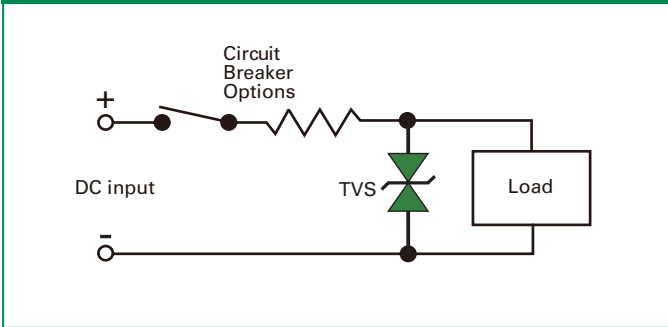 Circuit
Breaker
Options
+
DC input
TVS
Load
-